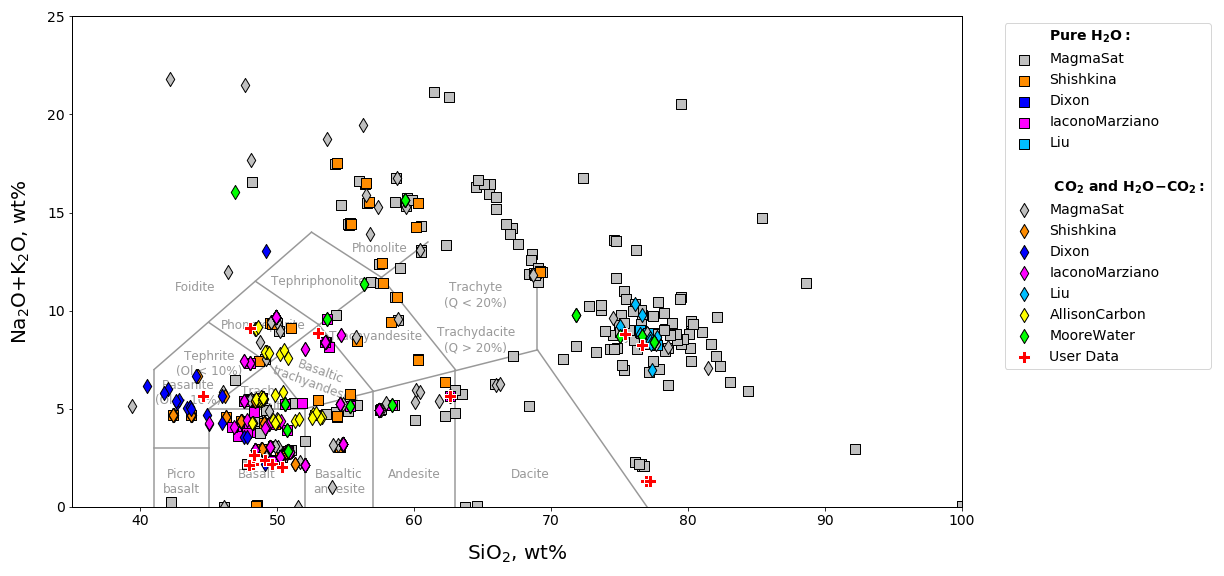 25
20
15
10
5
0
Na₂O+K₂O, wt%
40
50
60
70
80
90
100
SiO₂, wt%
Phonolite
Tephriphonolite
Foidite
Trachyte
(Q < 20%)
Trachydacite
(Q > 20%)
Tephrite
(Ol < 10%)
Basanite
Basaltic
trachyandesite
Picro
basalt
Basalt
Basaltic
andesite
Andesite
Dacite
Pure H₂O:
MagmaSat
Shishkina
Dixon
IaconoMarziano
Liu
CO₂ and H₂O−CO₂:
MagmaSat
Shishkina
Dixon
IaconoMarziano
Liu
AllisonCarbon
MooreWater
User Data